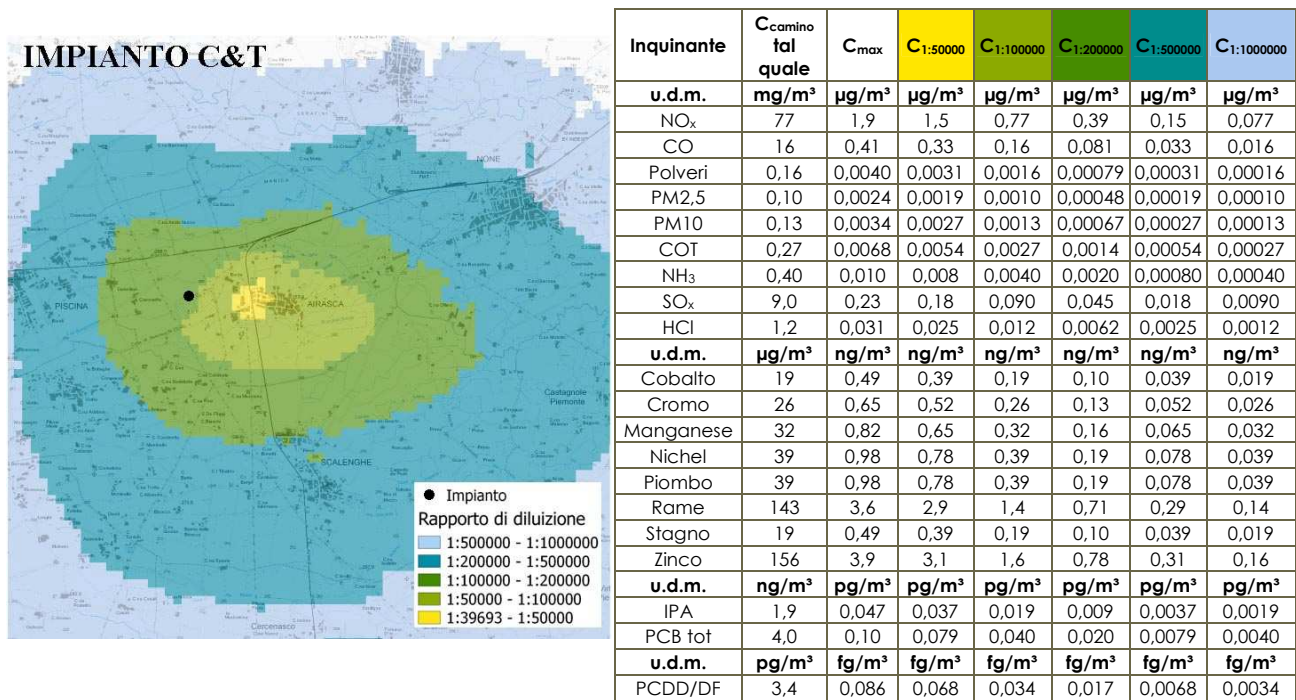 IMPIANTO C&T
NONE
PISCINA
AIRASCA
Castagnole
Piemonte
SCALENGHE
Cercenasco
Impianto
Rapporto di diluizione
1:500000 - 1:1000000
1:200000 - 1:500000
1:100000 - 1:200000
1:50000 - 1:100000
1:39693 - 1:50000
Inquinante C camino tal quale Cmax C1:50000 C1:100000 C1:200000 C1:500000 C1:1000000
u.d.m. mg/m³ µg/m³ µg/m³ µg/m³ µg/m³ µg/m³ µg/m³
NOx 77 1,9 1,5 0,77 0,39 0,15 0,077
CO 16 0,41 0,33 0,16 0,081 0,033 0,016
Polveri 0,16 0,0040 0,0031 0,0016 0,00079 0,00031 0,00016
PM2,5 0,10 0,0024 0,0019 0,0010 0,00048 0,00019 0,00010
PM10 0,13 0,0034 0,0027 0,0013 0,00067 0,00027 0,00013
COT 0,27 0,0068 0,0054 0,0027 0,0014 0,00054 0,00027
NH3 0,40 0,010 0,008 0,0040 0,0020 0,00080 0,00040
SOx 9,0 0,23 0,18 0,090 0,045 0,018 0,0090
HCl 1,2 0,031 0,025 0,012 0,0062 0,0025 0,0012
u.d.m. µg/m³ ng/m³ ng/m³ ng/m³ ng/m³ ng/m³ ng/m³
Cobalto 19 0,49 0,39 0,19 0,10 0,039 0,019
Cromo 26 0,65 0,52 0,26 0,13 0,052 0,026
Manganese 32 0,82 0,65 0,32 0,16 0,065 0,032
Nichel 39 0,98 0,78 0,39 0,19 0,078 0,039
Piombo 39 0,98 0,78 0,39 0,19 0,078 0,039
Rame 143 3,6 2,9 1,4 0,71 0,29 0,14
Stagno 19 0,49 0,39 0,19 0,10 0,039 0,019
Zinco 156 3,9 3,1 1,6 0,78 0,31 0,16
u.d.m. ng/m³ pg/m³ pg/m³ pg/m³ pg/m³ pg/m³ pg/m³
IPA 1,9 0,047 0,037 0,019 0,009 0,0037 0,0019
PCB tot 4,0 0,10 0,079 0,040 0,020 0,0079 0,0040
u.d.m. pg/m³ fg/m³ fg/m³ fg/m³ fg/m³ fg/m³ fg/m³
PCDD/DF 3,4 0,086 0,068 0,034 0,017 0,0068 0,0034